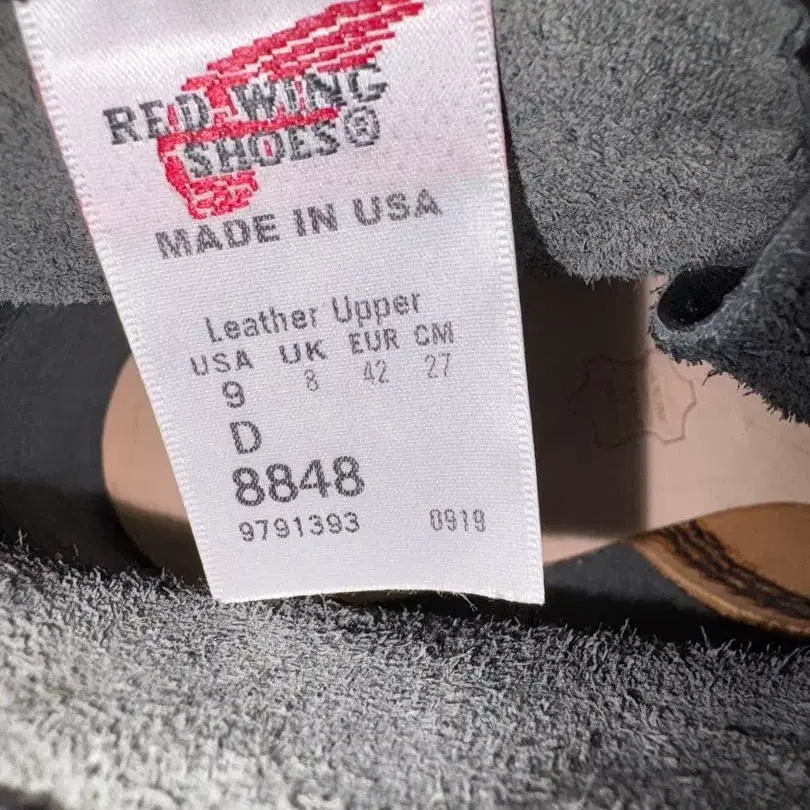 RED WING
SHOES®
MADE IN USA
Leather Upper
USA UK EUR CM
9 8 42 27
D
8848
9791393 0919